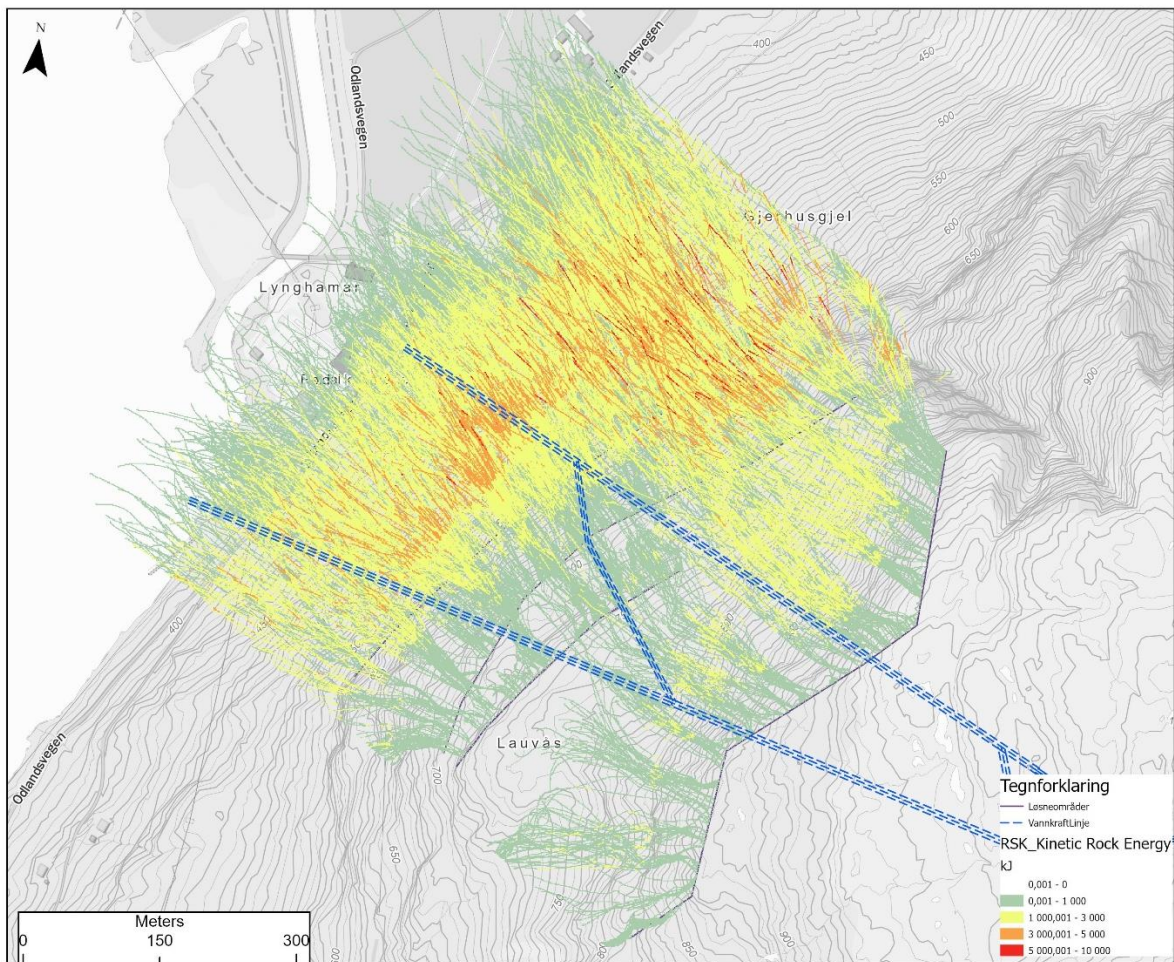 N
Odlandsvegen
400
450
500
550
600
650
Gjerhusgjel
Lynghamar
900
400
Odlandsvegen
Lauvås
700
650
750
800
850
900
Meters
0 150 300
Tegnforklaring
Løsneområder
VannkraftLinje
RSK_Kinetic Rock Energy
kJ
0,001 - 0
0,001 - 1 000
1 000,001 - 3 000
3 000,001 - 5 000
5 000,001 - 10 000